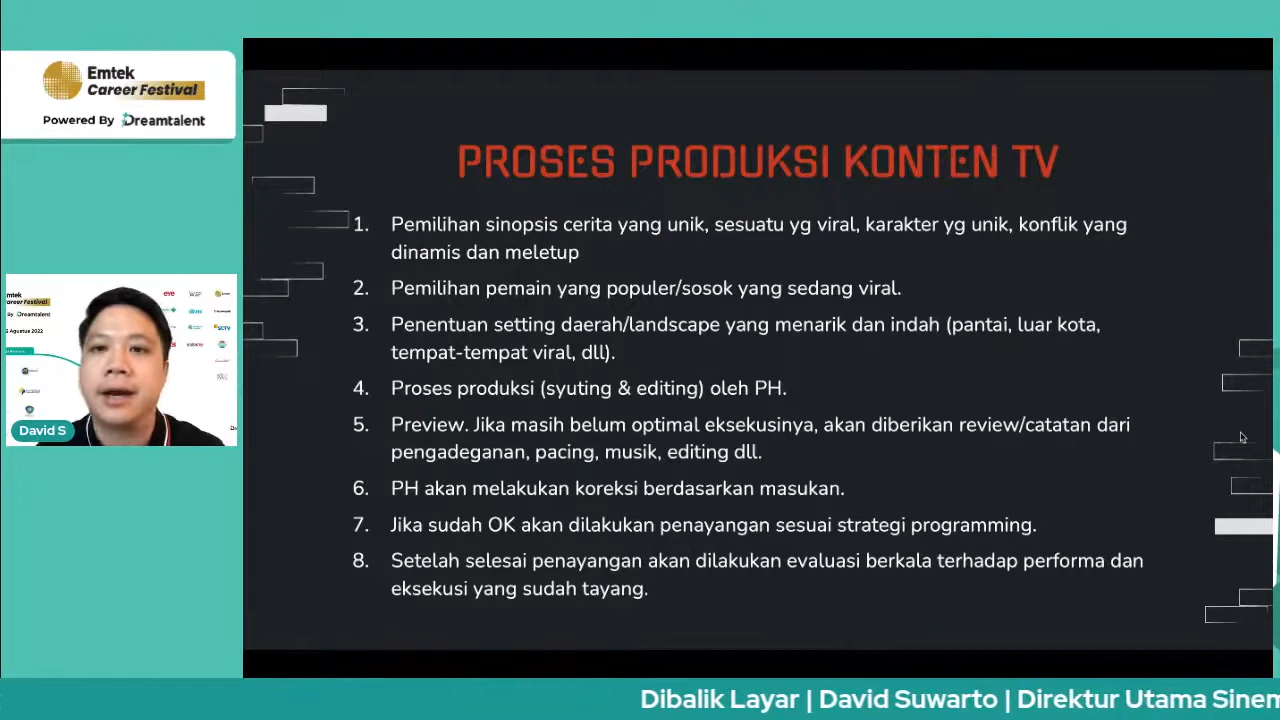 Emtek
Career Festival
Powered By Dreamtalent
PROSES PRODUKSI KONTEN TV
1. Pemilihan sinopsis cerita yang unik, sesuatu yg viral, karakter yg unik, konflik yang
dinamis dan meletup
2. Pemilihan pemain yang populer/sosok yang sedang viral.
3. Penentuan setting daerah/landscape yang menarik dan indah (pantai, luar kota,
tempat-tempat viral, dll).
4. Proses produksi (syuting & editing) oleh PH.
5. Preview. Jika masih belum optimal eksekusinya, akan diberikan review/catatan dari
pengadeganan, pacing, musik, editing dll.
6. PH akan melakukan koreksi berdasarkan masukan.
7. Jika sudah OK akan dilakukan penayangan sesuai strategi programming.
8. Setelah selesai penayangan akan dilakukan evaluasi berkala terhadap performa dan
eksekusi yang sudah tayang.
eye
SCTV
Agustus 2022
David S
Dibalik Layar | David Suwarto | Direktur Utama Sinem